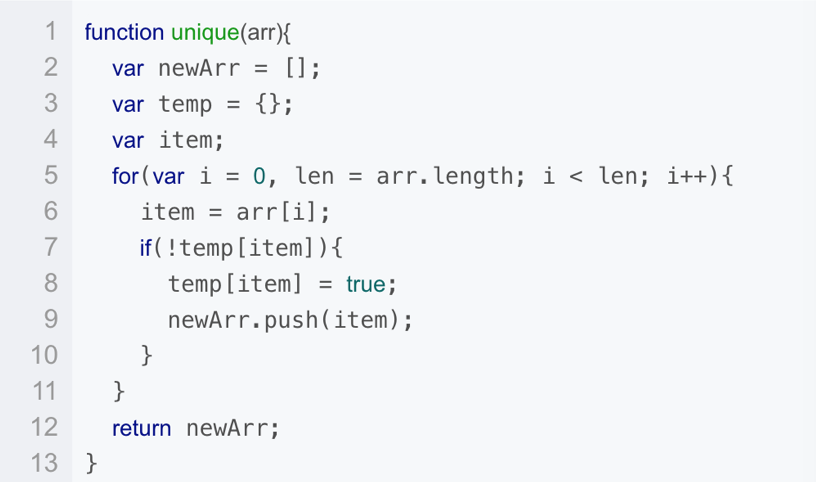 1 function unique(arr){
2 var newArr = [];
3 var temp = {};
4 var item;
5 for(var i = 0, len = arr.length; i < len; i++){
6 item = arr[i];
7 if(!temp[item]){
8 temp[item] = true;
9 newArr.push(item);
10 }
11 }
12 return newArr;
13 }